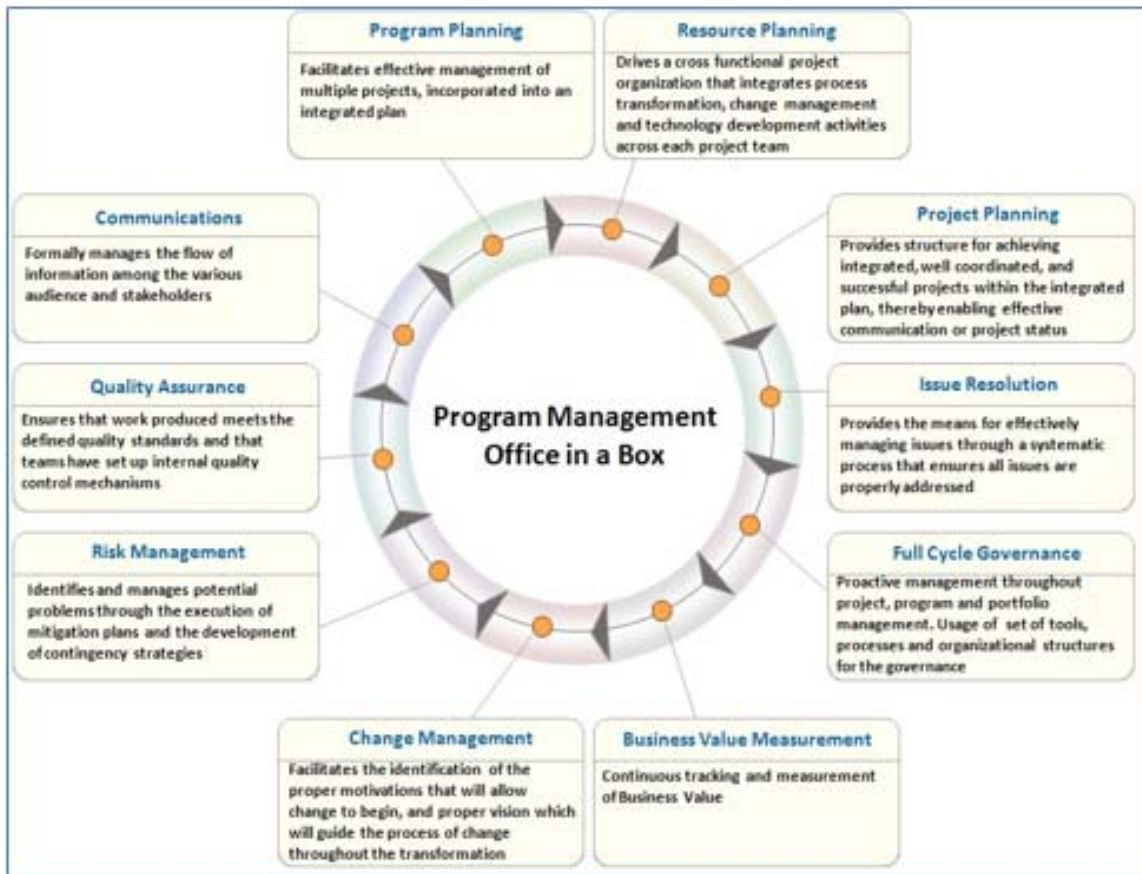 Program Planning
Facilitates effective management of
multiple projects, incorporated into an
integrated plan
Resource Planning
Drives a cross functional project
organization that integrates process
transformation, change management
and technology development activities
across each project team
Communications
Formally manages the flow of
information among the various
audience and stakeholders
Project Planning
Provides structure for achieving
integrated, well coordinated, and
successful projects within the integrated
plan, thereby enabling effective
communication or project status
Quality Assurance
Ensures that work produced meets the
defined quality standards and that
teams have set up internal quality
control mechanisms
Program Management
Office in a Box
Issue Resolution
Provides the means for effectively
managing issues through a systematic
process that ensures all issues are
properly addressed
Risk Management
Identifies and manages potential
problems through the execution of
mitigation plans and the development
of contingency strategies
Full Cycle Governance
Proactive management throughout
project, program and portfolio
management. Usage of set of tools,
processes and organizational structures
for the governance
Change Management
Facilitates the identification of the
proper motivations that will allow
change to begin, and proper vision which
will guide the process of change
throughout the transformation
Business Value Measurement
Continuous tracking and measurement
of Business Value